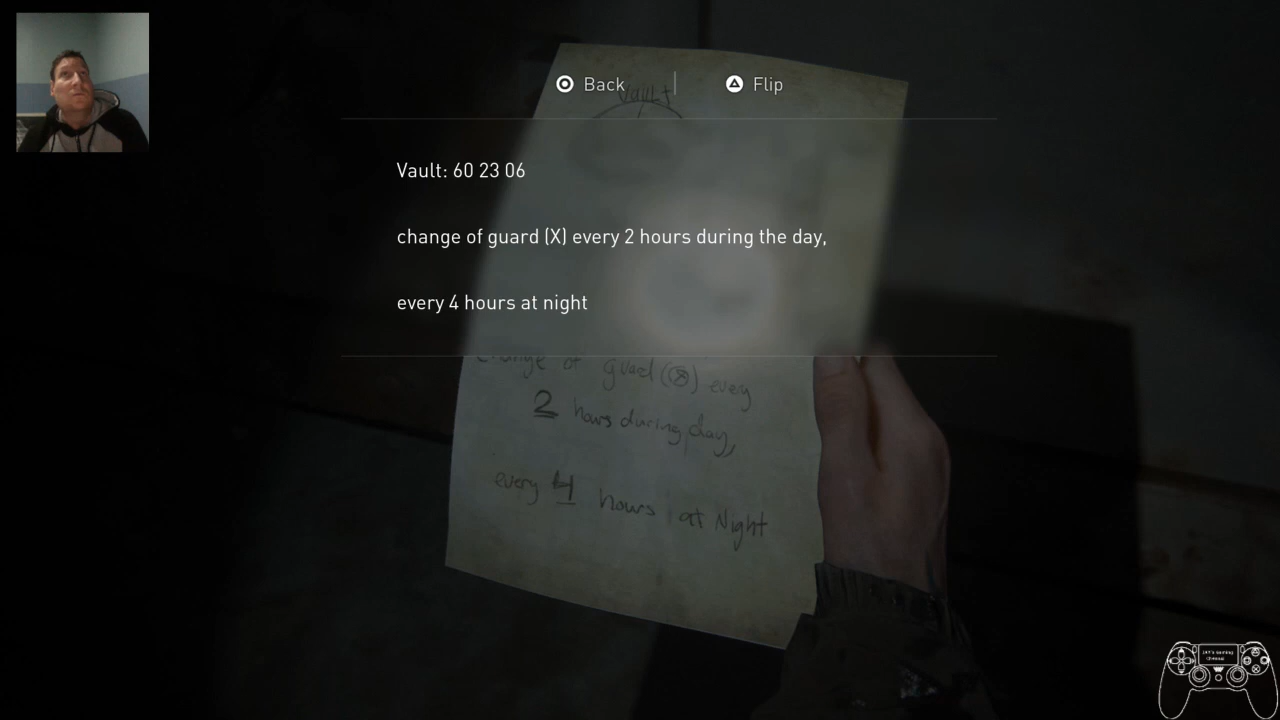 Back | Flip
Vault
Vault: 60 23 06
change of guard (X) every 2 hours during the day,
every 4 hours at night
change of guard (X) every
2 hours during day,
every 4 hours at Night